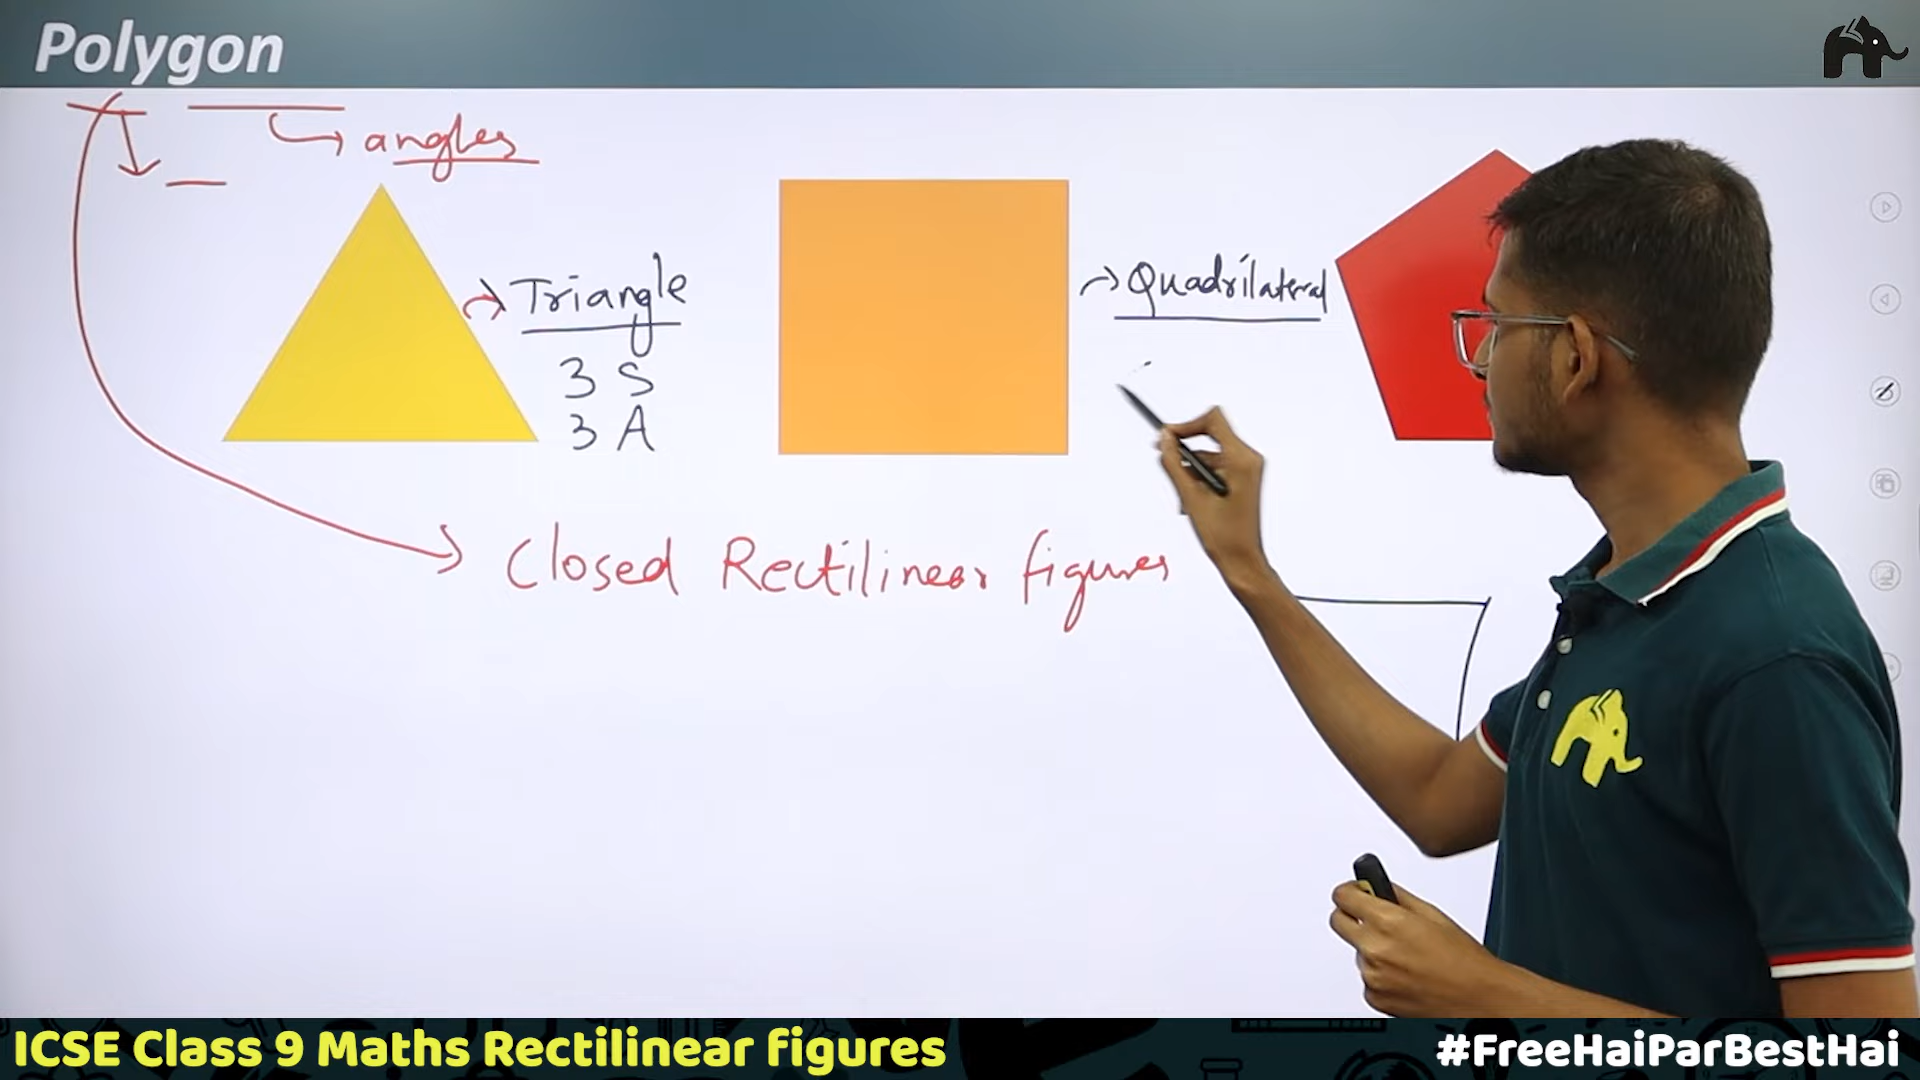 Polygon
angles
Triangle
3 S
3 A
Quadrilateral
Closed Rectilinear figures
ICSE Class 9 Maths Rectilinear figures
#FreeHaiParBestHai